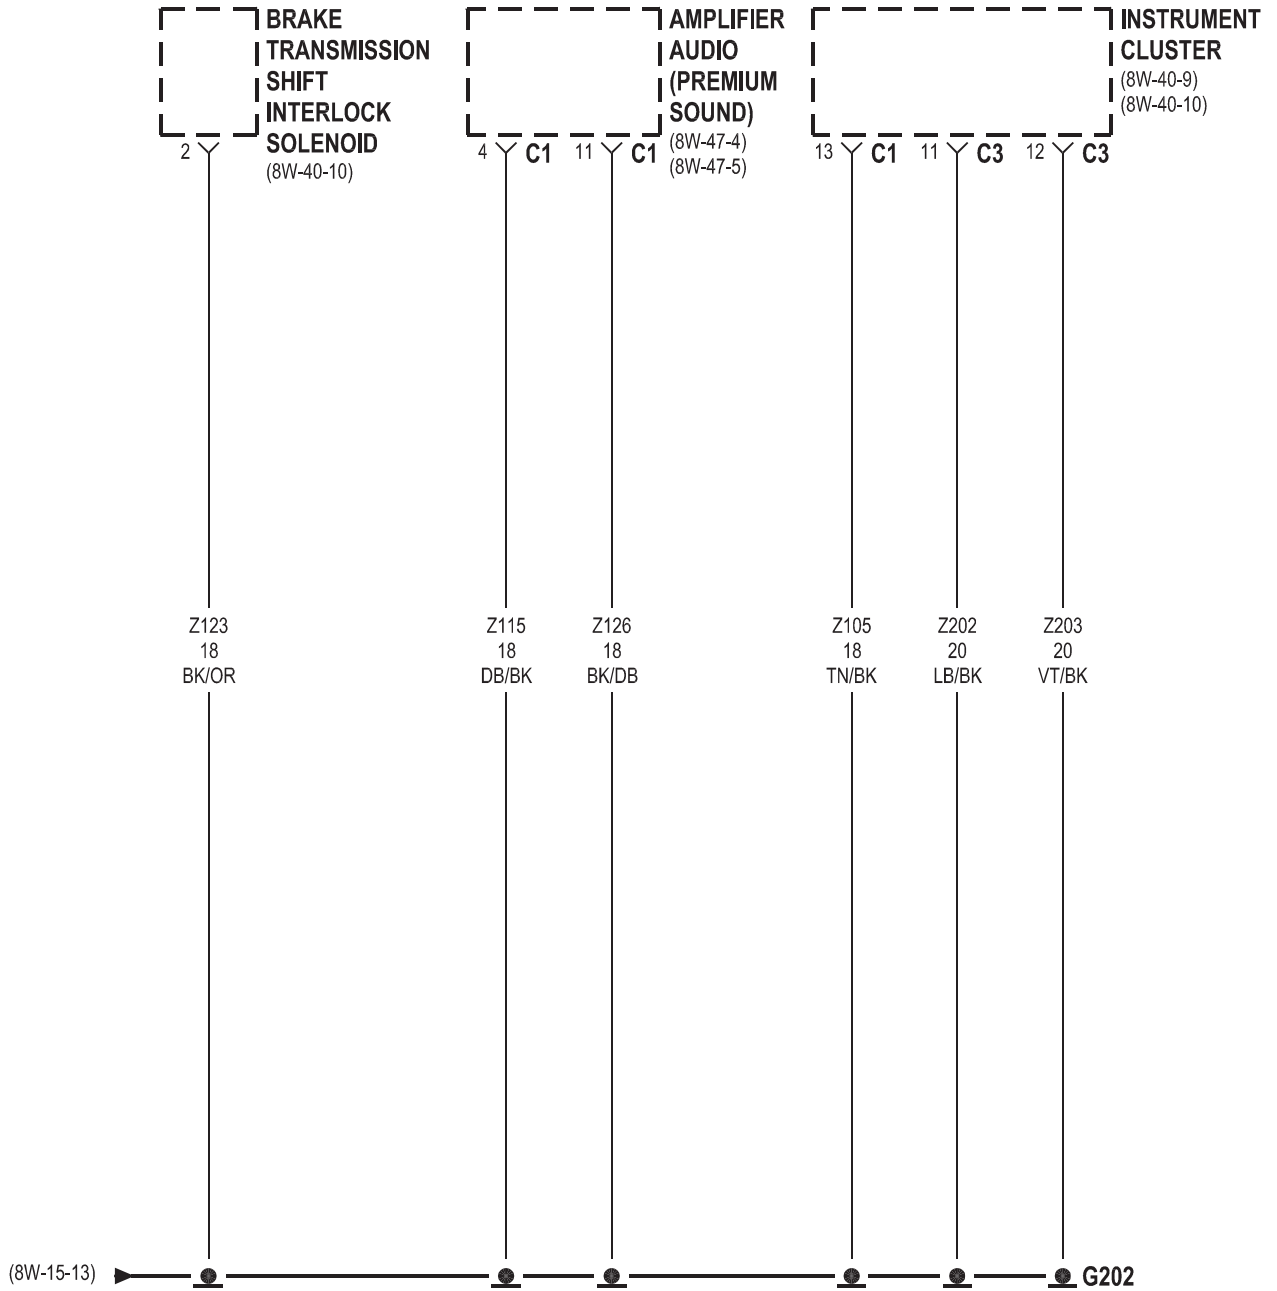 BRAKE
TRANSMISSION
SHIFT
INTERLOCK
SOLENOID
(8W-40-10)
AMPLIFIER
AUDIO
(PREMIUM
SOUND)
(8W-47-4)
(8W-47-5)
INSTRUMENT
CLUSTER
(8W-40-9)
(8W-40-10)
2
4 C1
11 C1
13 C1
11 C3
12 C3
Z123
18
BK/OR
Z115
18
DB/BK
Z126
18
BK/DB
Z105
18
TN/BK
Z202
20
LB/BK
Z203
20
VT/BK
(8W-15-13)
G202